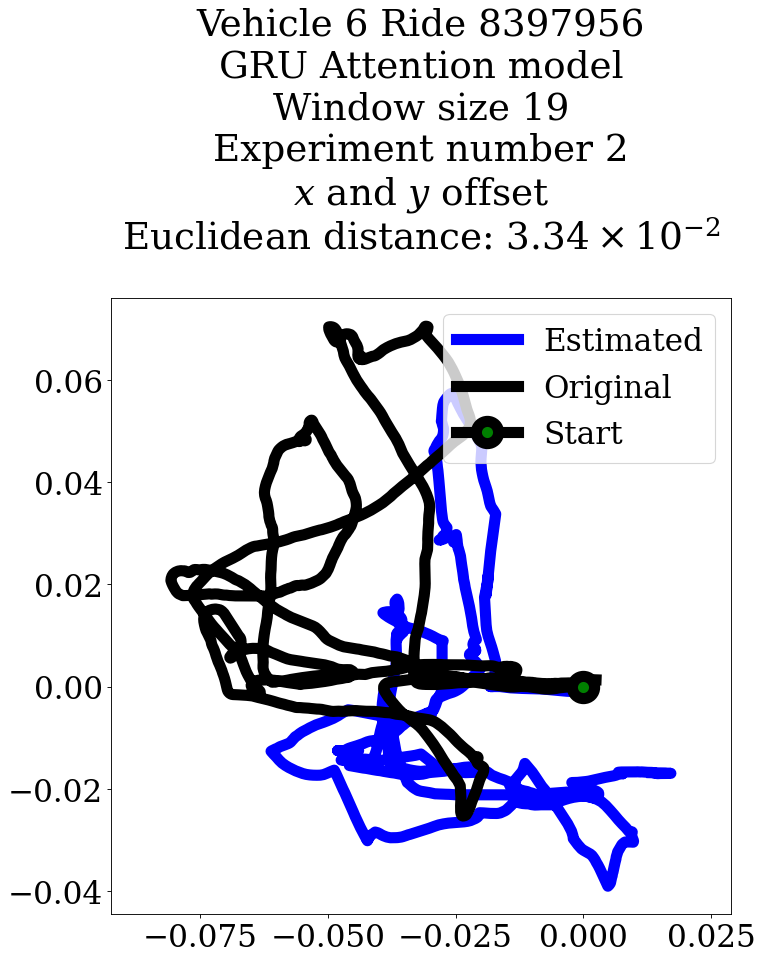 Vehicle 6 Ride 8397956
GRU Attention model
Window size 19
Experiment number 2
x and y offset
Euclidean distance: 3.34 × 10⁻²
Estimated
Original
Start
0.06
0.04
0.02
0.00
−0.02
−0.04
−0.075 −0.050 −0.025 0.000 0.025